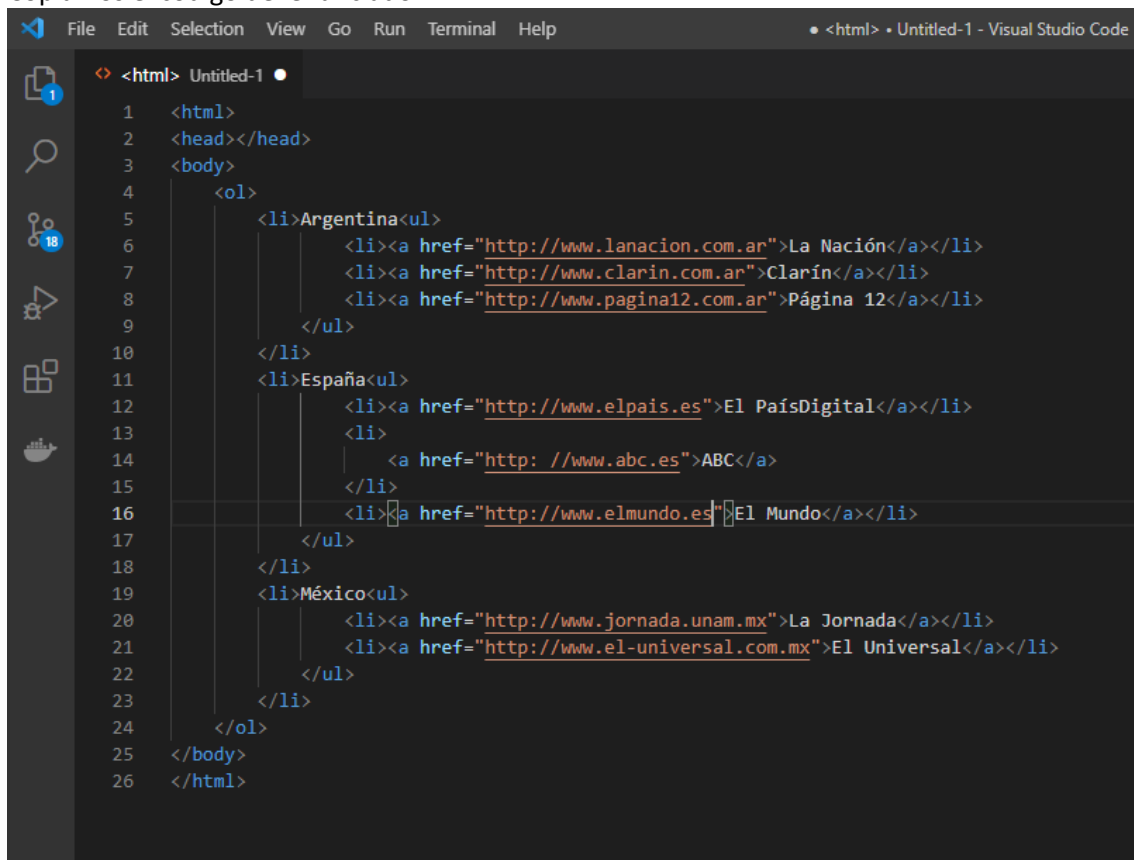 File Edit Selection View Go Run Terminal Help ● <html> • Untitled-1 - Visual Studio Code
<> <html> Untitled-1 ●
1
18
1 <html>
2 <head></head>
3 <body>
4 <ol>
5 <li>Argentina<ul>
6 <li><a href="http://www.lanacion.com.ar">La Nación</a></li>
7 <li><a href="http://www.clarin.com.ar">Clarín</a></li>
8 <li><a href="http://www.pagina12.com.ar">Página 12</a></li>
9 </ul>
10 </li>
11 <li>España<ul>
12 <li><a href="http://www.elpais.es">El PaísDigital</a></li>
13 <li>
14 <a href="http: //www.abc.es">ABC</a>
15 </li>
16 <li><a href="http://www.elmundo.es">El Mundo</a></li>
17 </ul>
18 </li>
19 <li>México<ul>
20 <li><a href="http://www.jornada.unam.mx">La Jornada</a></li>
21 <li><a href="http://www.el-universal.com.mx">El Universal</a></li>
22 </ul>
23 </li>
24 </ol>
25 </body>
26 </html>